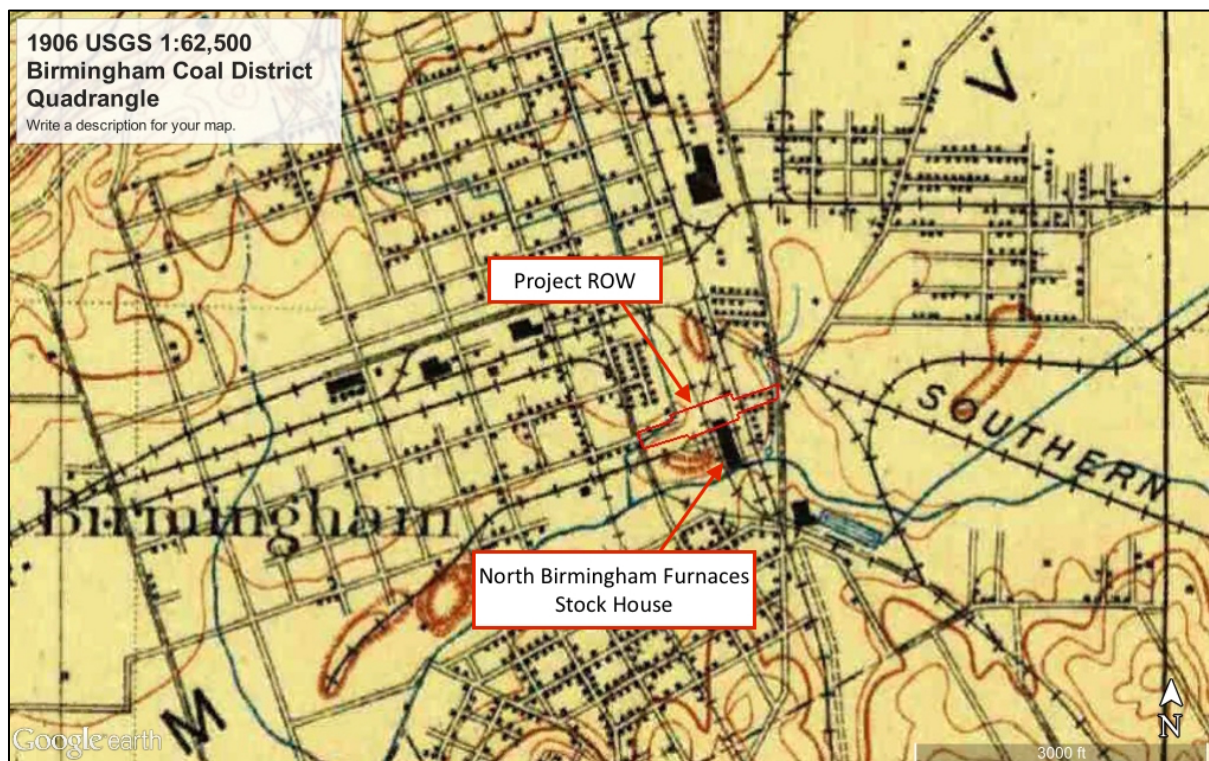 1906 USGS 1:62,500
Birmingham Coal District
Quadrangle
Write a description for your map.
V
Project ROW
SOUTHERN
Birmingham
North Birmingham Furnaces
Stock House
M
N
Google earth
3000 ft